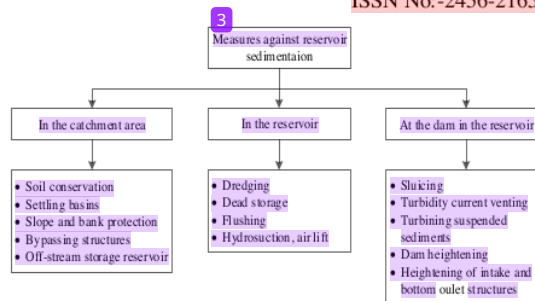 ISSN No:-2456-2165
3
Measures against reservoir
sedimentaion
In the catchment area
In the reservoir
At the dam in the reservoir
• Soil conservation
• Settling basins
• Slope and bank protection
• Bypassing structures
• Off-stream storage reservoir
• Dredging
• Dead storage
• Flushing
• Hydrosuction, air lift
• Sluicing
• Turbidity current venting
• Turbining suspended
sediments
• Dam heightening
• Heightening of intake and
bottom oulet structures